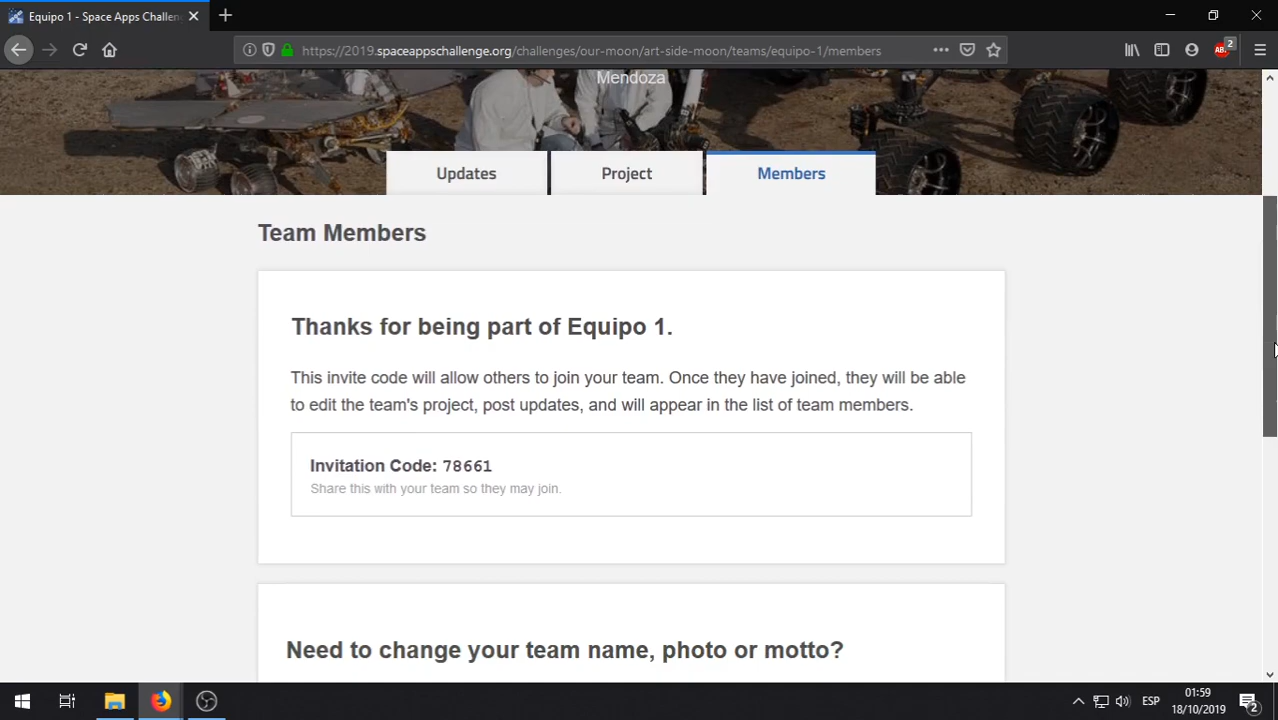 Equipo 1 - Space Apps Challen
https://2019.spaceappschallenge.org/challenges/our-moon/art-side-moon/teams/equipo-1/members
ABP
2
Mendoza
Updates
Project
Members
Team Members
Thanks for being part of Equipo 1.
This invite code will allow others to join your team. Once they have joined, they will be able
to edit the team's project, post updates, and will appear in the list of team members.
Invitation Code: 78661
Share this with your team so they may join.
Need to change your team name, photo or motto?
ESP
01:59
18/10/2019
2